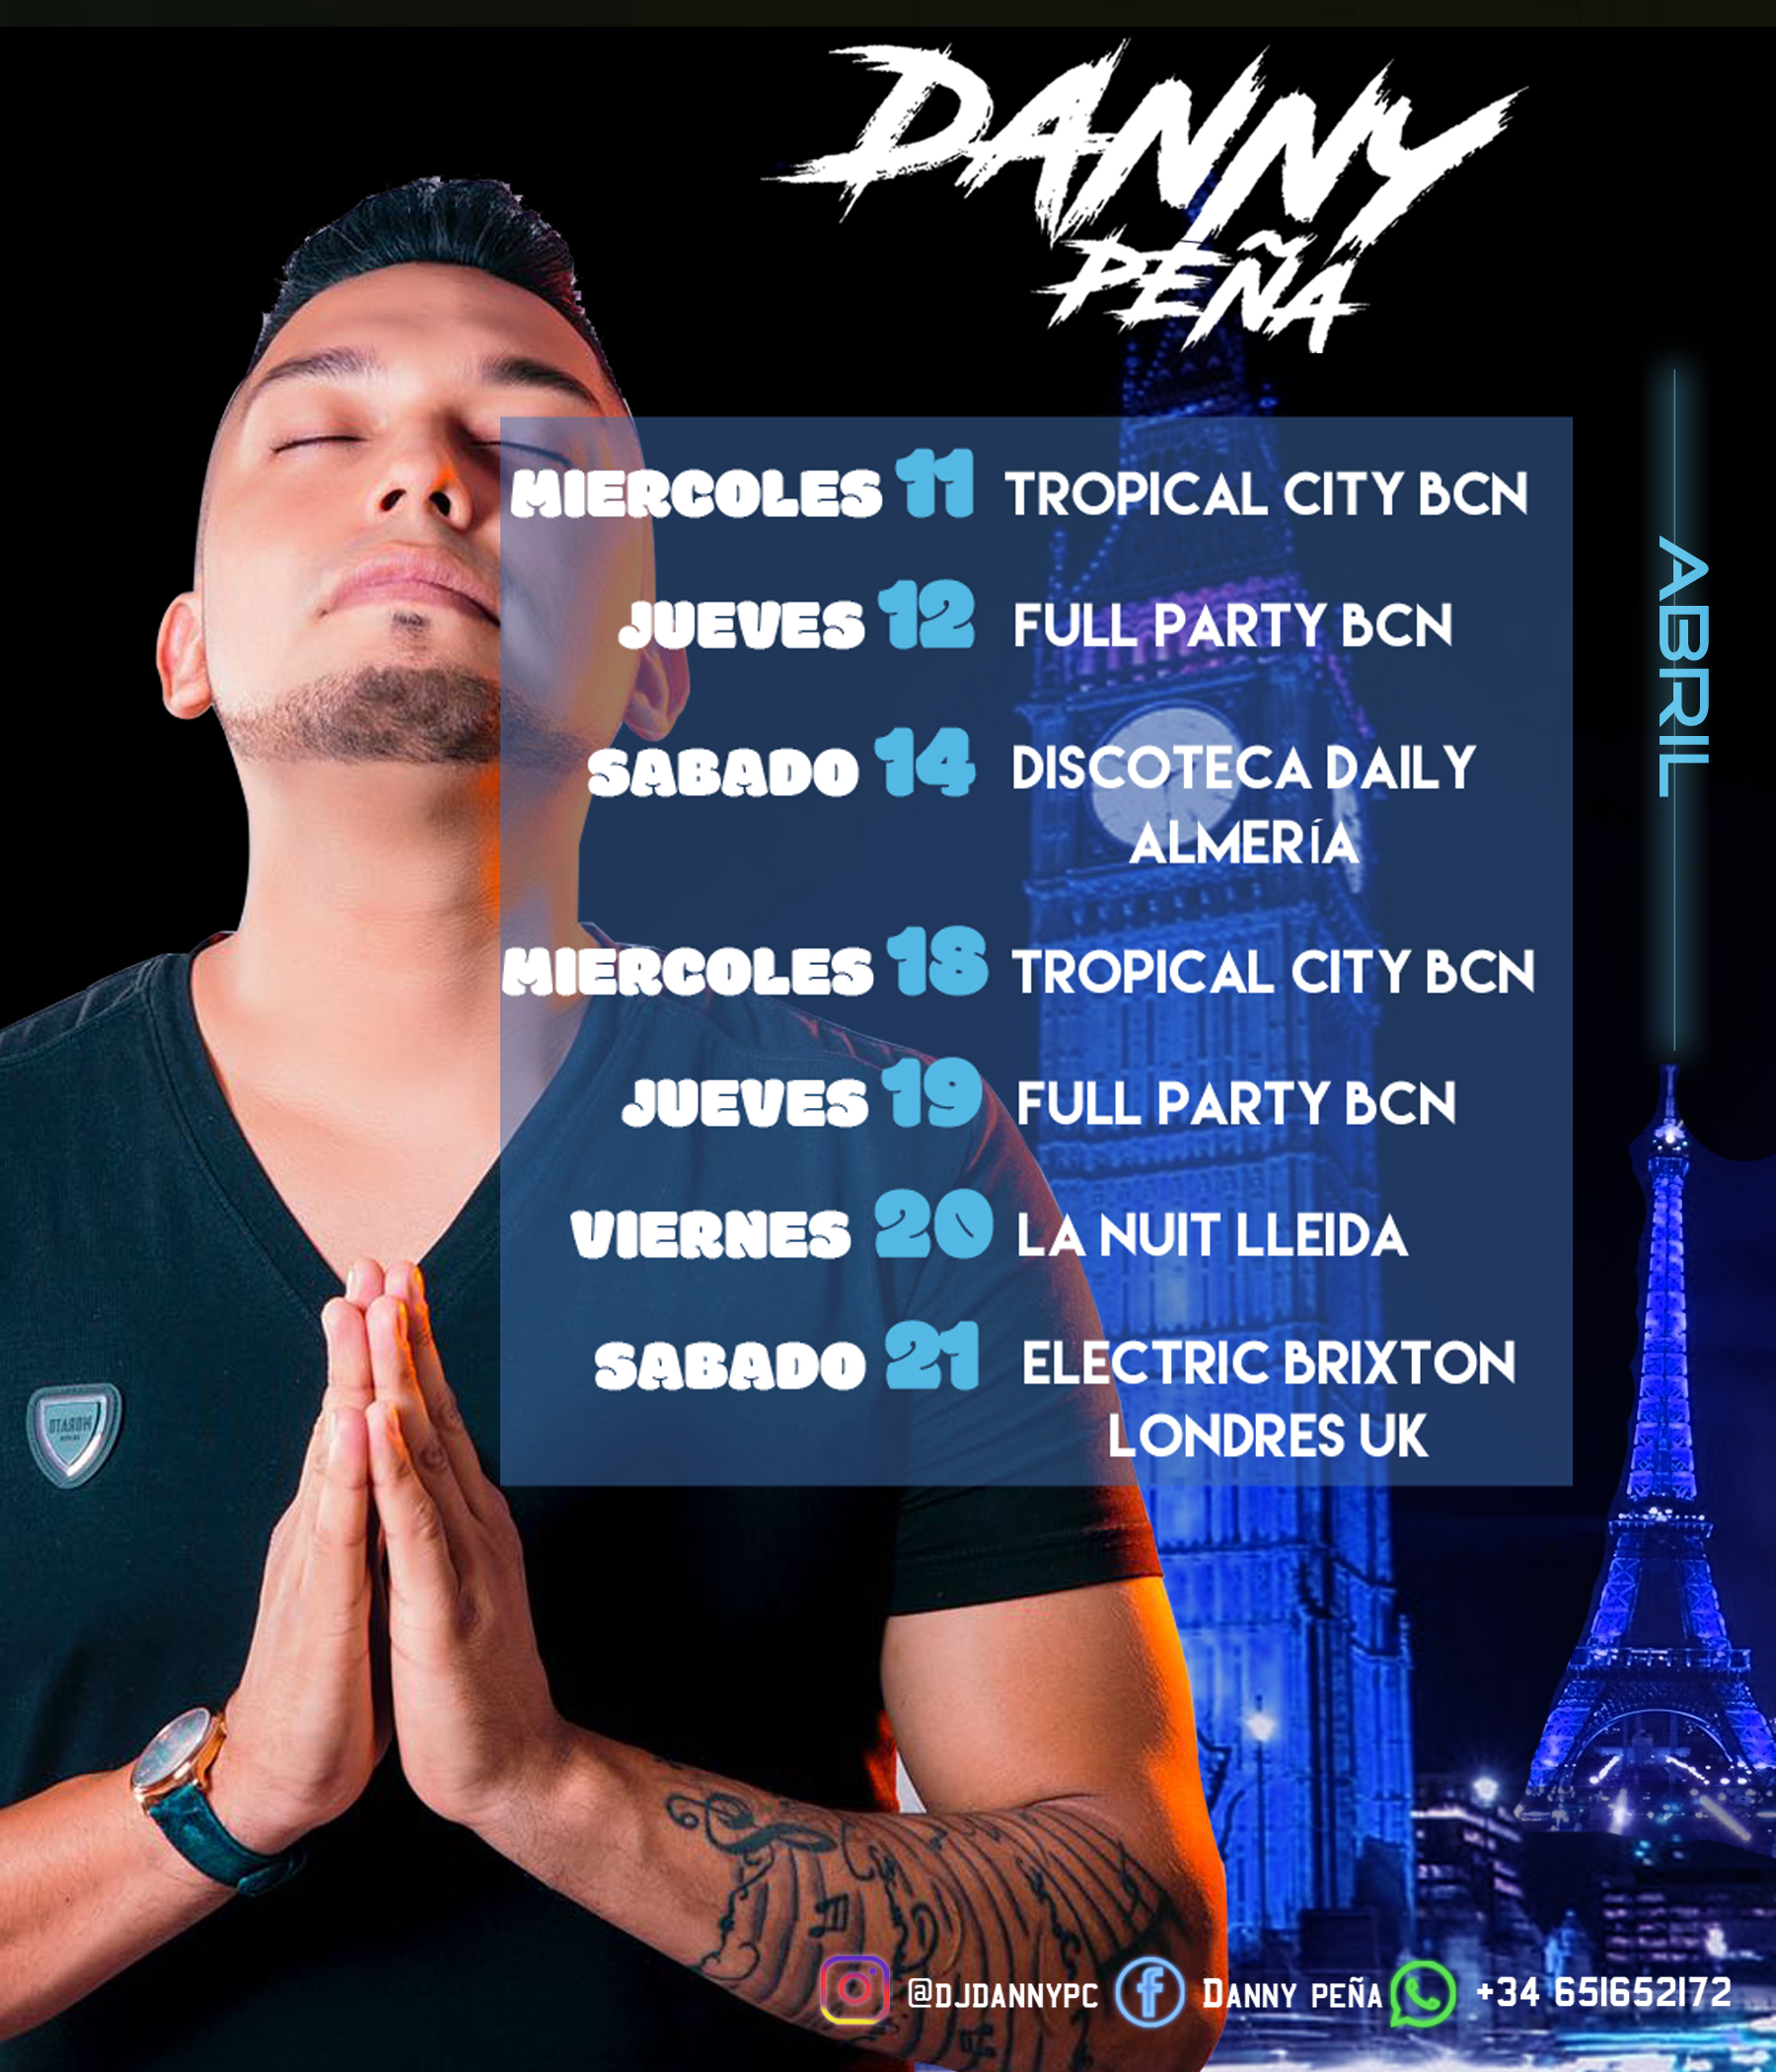 DANNY
PEÑA
MIERCOLES 11 TROPICAL CITY BCN
JUEVES 12 FULL PARTY BCN
SABADO 14 DISCOTECA DAILY
ALMERÍA
MIERCOLES 18 TROPICAL CITY BCN
JUEVES 19 FULL PARTY BCN
VIERNES 20 LA NUIT LLEIDA
SABADO 21 ELECTRIC BRIXTON
LONDRES UK
ABRIL
@DJDANNYPC DANNY PEÑA +34 651652172